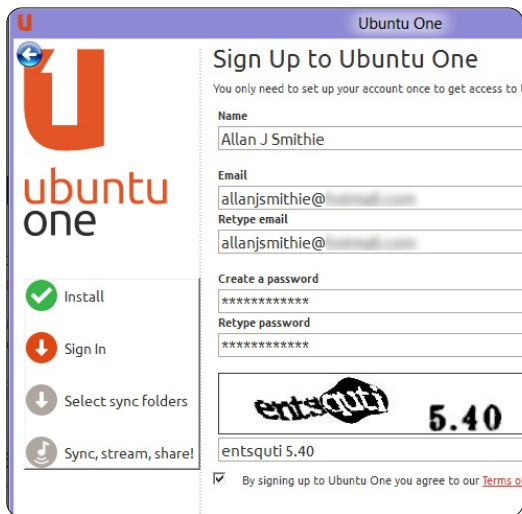 Ubuntu One
ubuntu
one
Install
Sign In
Select sync folders
Sync, stream, share!
Sign Up to Ubuntu One
You only need to set up your account once to get access to
Name
Allan J Smithie
Email
allanjsmithie@
Retype email
allanjsmithie@
Create a password
************
Retype password
************
entsquti 5.40
entsquti 5.40
By signing up to Ubuntu One you agree to our Terms